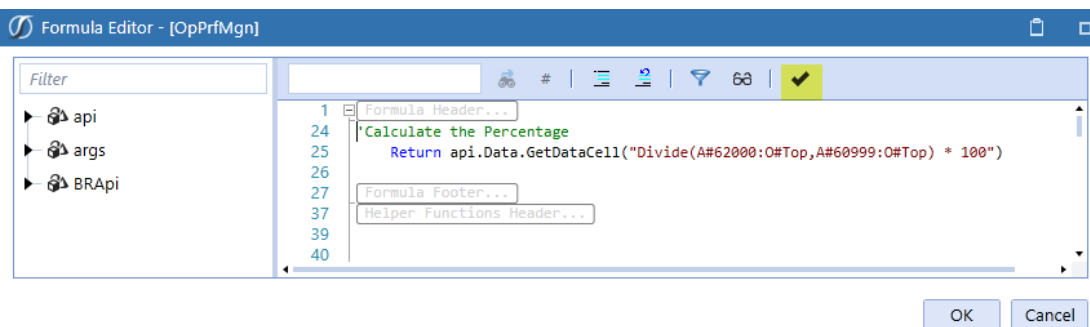 Formula Editor - [OpPrfMgn]
Filter
#
api
args
BRApi
1 Formula Header...
24 'Calculate the Percentage
25 Return api.Data.GetDataCell("Divide(A#62000:O#Top,A#60999:O#Top) * 100")
26
27 Formula Footer...
37 Helper Functions Header...
39
40
OK Cancel